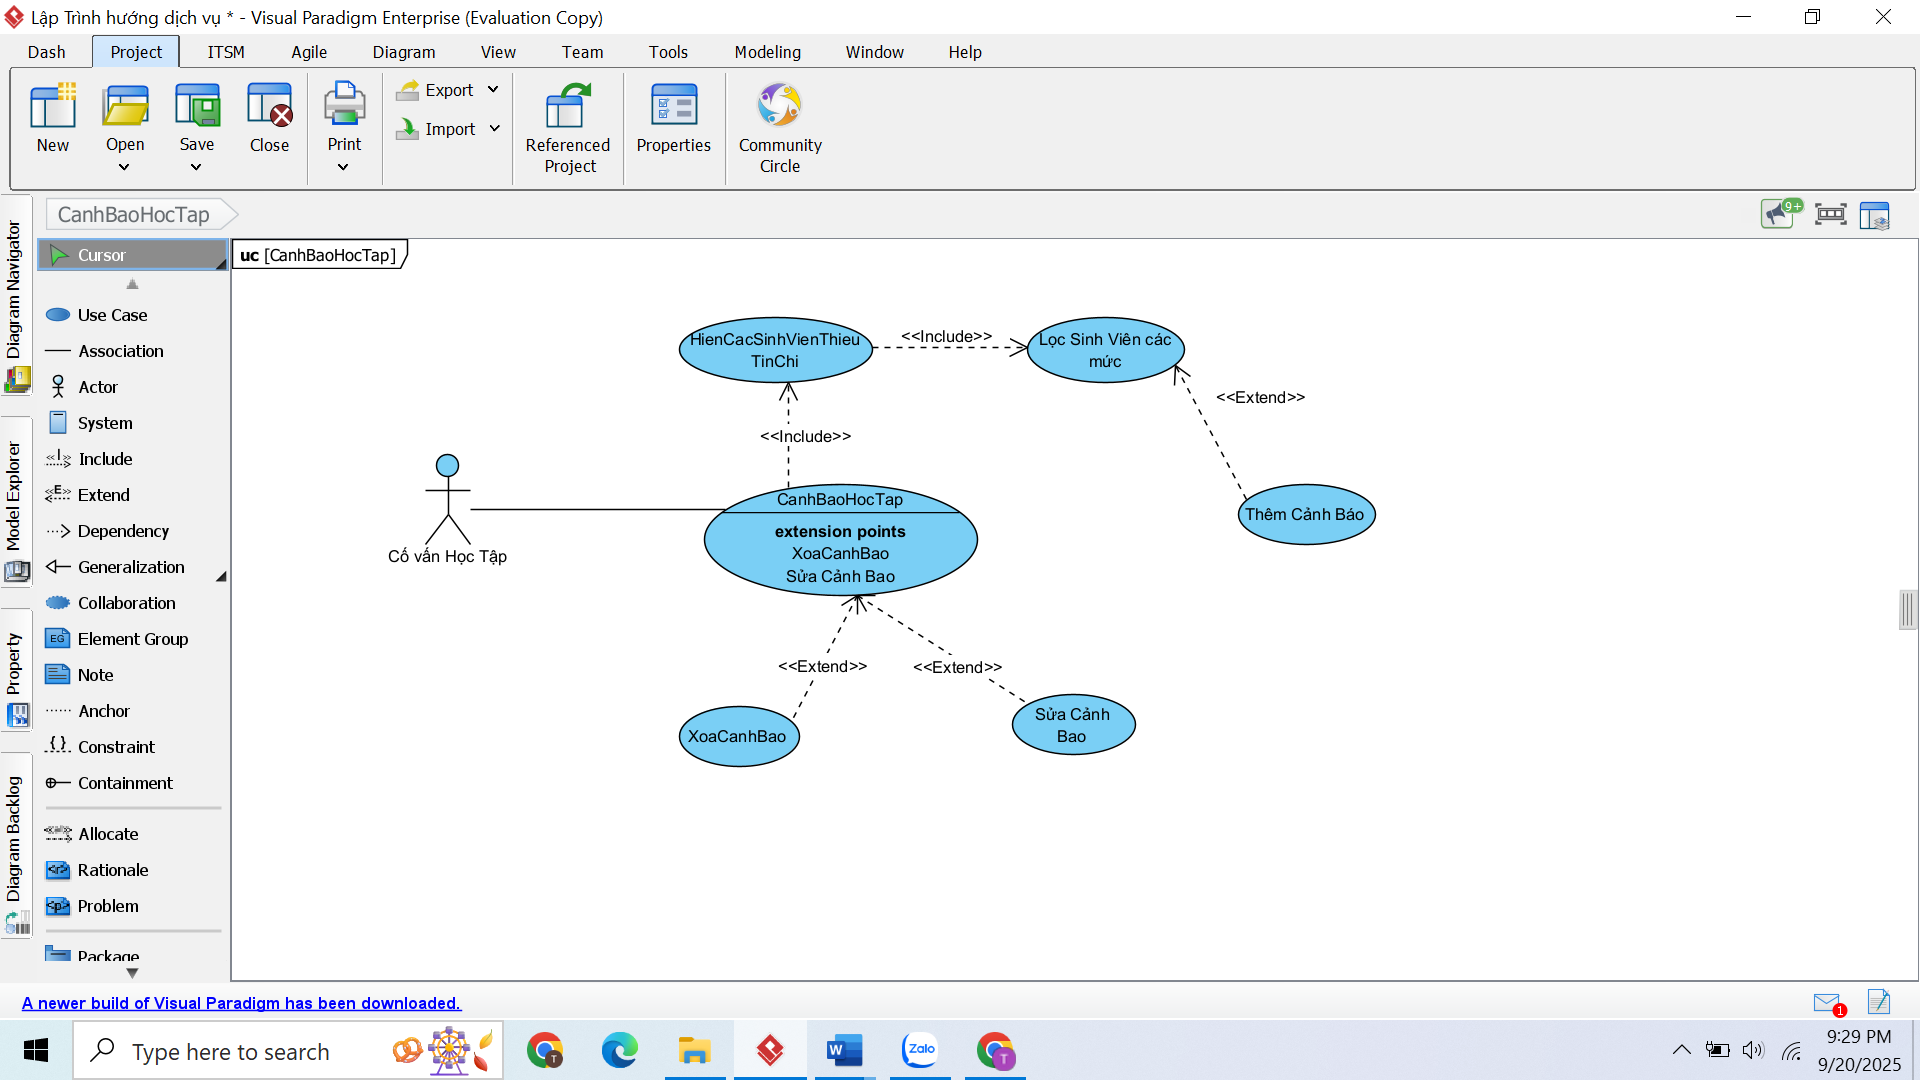 Lập Trình hướng dịch vụ * - Visual Paradigm Enterprise (Evaluation Copy)
Dash Project ITSM Agile Diagram View Team Tools Modeling Window Help
New
Open
Save
Close
Print
Export
Import
Referenced
Project
Properties
Community
Circle
CanhBaoHocTap
9+
Diagram Navigator
Model Explorer
Property
Diagram Backlog
Cursor
Use Case
Association
Actor
System
Include
Extend
Dependency
Generalization
Collaboration
Element Group
Note
Anchor
Constraint
Containment
Allocate
Rationale
Problem
Package
uc [CanhBaoHocTap]
HienCacSinhVienThieu
TinChi
<<Include>>
Lọc Sinh Viên các
mức
<<Extend>>
<<Include>>
Thêm Cảnh Báo
Cố vấn Học Tập
CanhBaoHocTap
extension points
XoaCanhBao
Sửa Cảnh Bao
<<Extend>>
<<Extend>>
XoaCanhBao
Sửa Cảnh
Bao
A newer build of Visual Paradigm has been downloaded.
1
Type here to search
T
W
Zalo
T
9:29 PM
9/20/2025